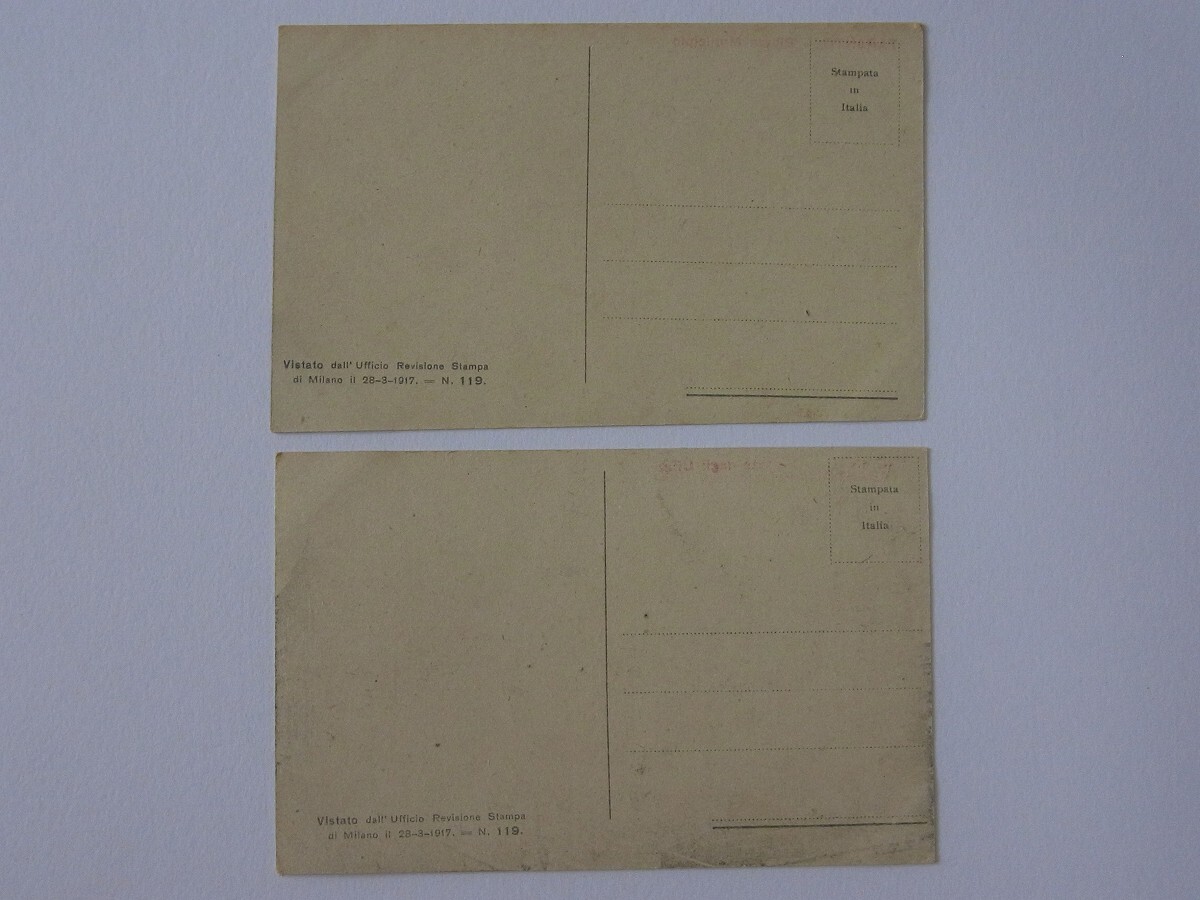 Stampata
in
Italia
Vistato dall' Ufficio Revisione Stampa
di Milano il 28-3-1917. = N. 119.
Stampata
in
Italia
Vistato dall' Ufficio Revisione Stampa
di Milano il 28-3-1917. = N. 119.